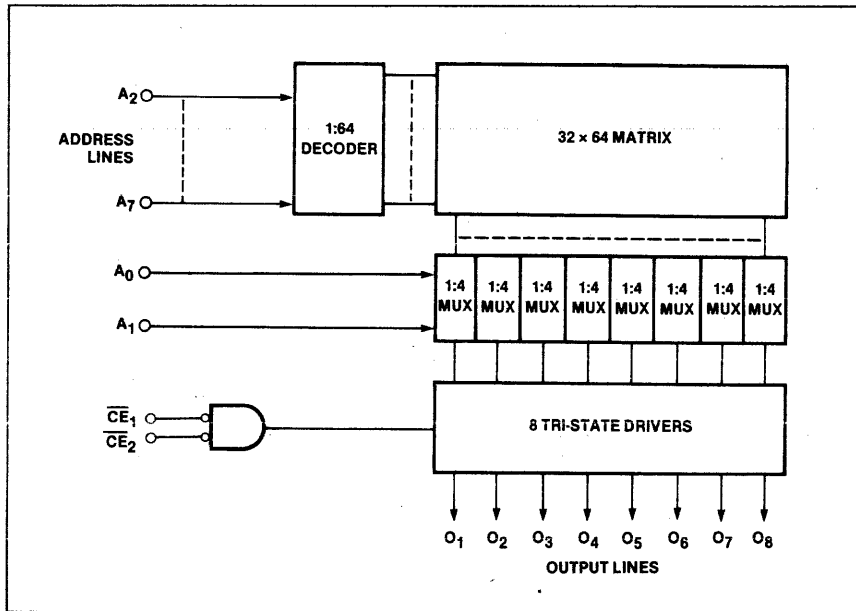 A2
ADDRESS
LINES
A7
1:64
DECODER
32 × 64 MATRIX
A0
A1
1:4
MUX
1:4
MUX
1:4
MUX
1:4
MUX
1:4
MUX
1:4
MUX
1:4
MUX
1:4
MUX
C̅E̅1
C̅E̅2
8 TRI-STATE DRIVERS
O1 O2 O3 O4 O5 O6 O7 O8
OUTPUT LINES